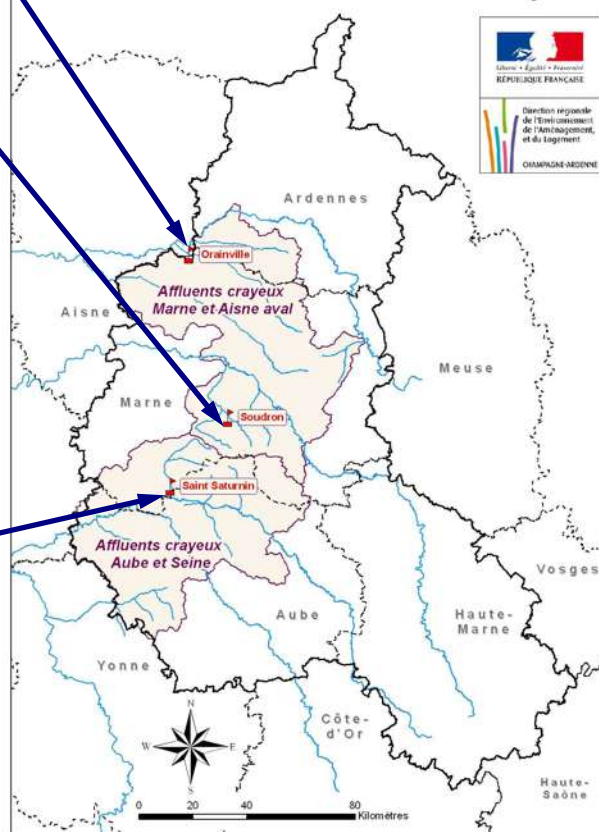 Liberté • Égalité • Fraternité
RÉPUBLIQUE FRANÇAISE
Direction régionale
de l'Environnement
de l'Aménagement,
et du Logement
CHAMPAGNE-ARDENNE
Ardennes
Orainville
Affluents crayeux
Marne et Aisne aval
Aisne
Meuse
Marne
Soudron
Saint Saturnin
Affluents crayeux
Aube et Seine
Vosges
Aube
Haute-
Marne
Yonne
N
W
E
S
Côte-
d'Or
Haute-
Saône
0 20 40 80
Kilomètres